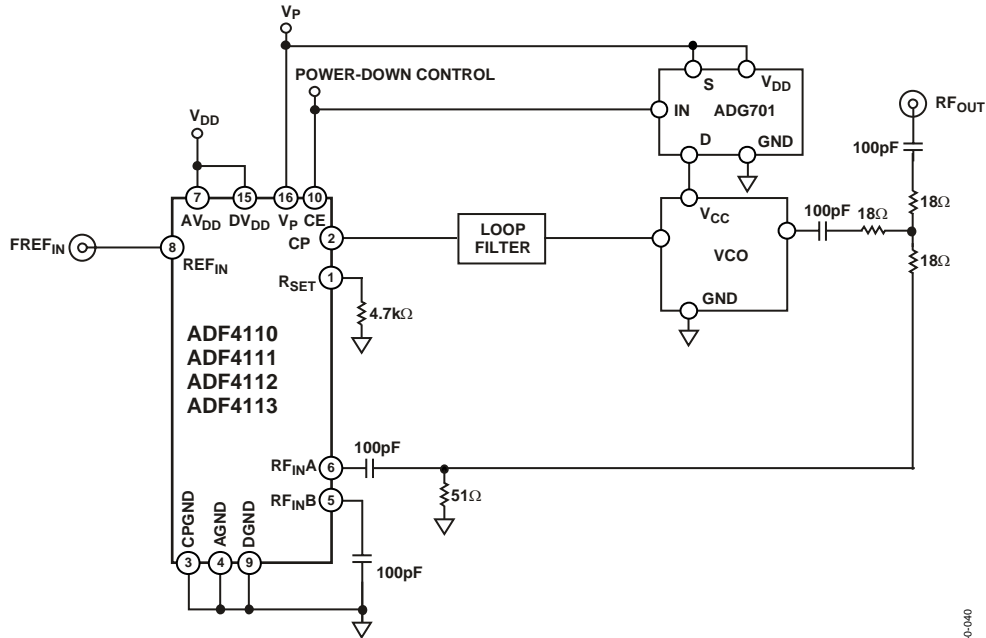 VP
POWER-DOWN CONTROL
VDD
S
VDD
IN
ADG701
D
GND
RFOUT
100pF
18Ω
7
15
16
10
AVDD
DVDD
VP
CE
CP
2
FREFIN
8
REFIN
RSET
1
4.7kΩ
LOOP
FILTER
VCC
VCO
GND
100pF
18Ω
18Ω
ADF4110
ADF4111
ADF4112
ADF4113
100pF
RFINA
6
51Ω
RFINB
5
CPGND
AGND
DGND
3
4
9
100pF
0-040